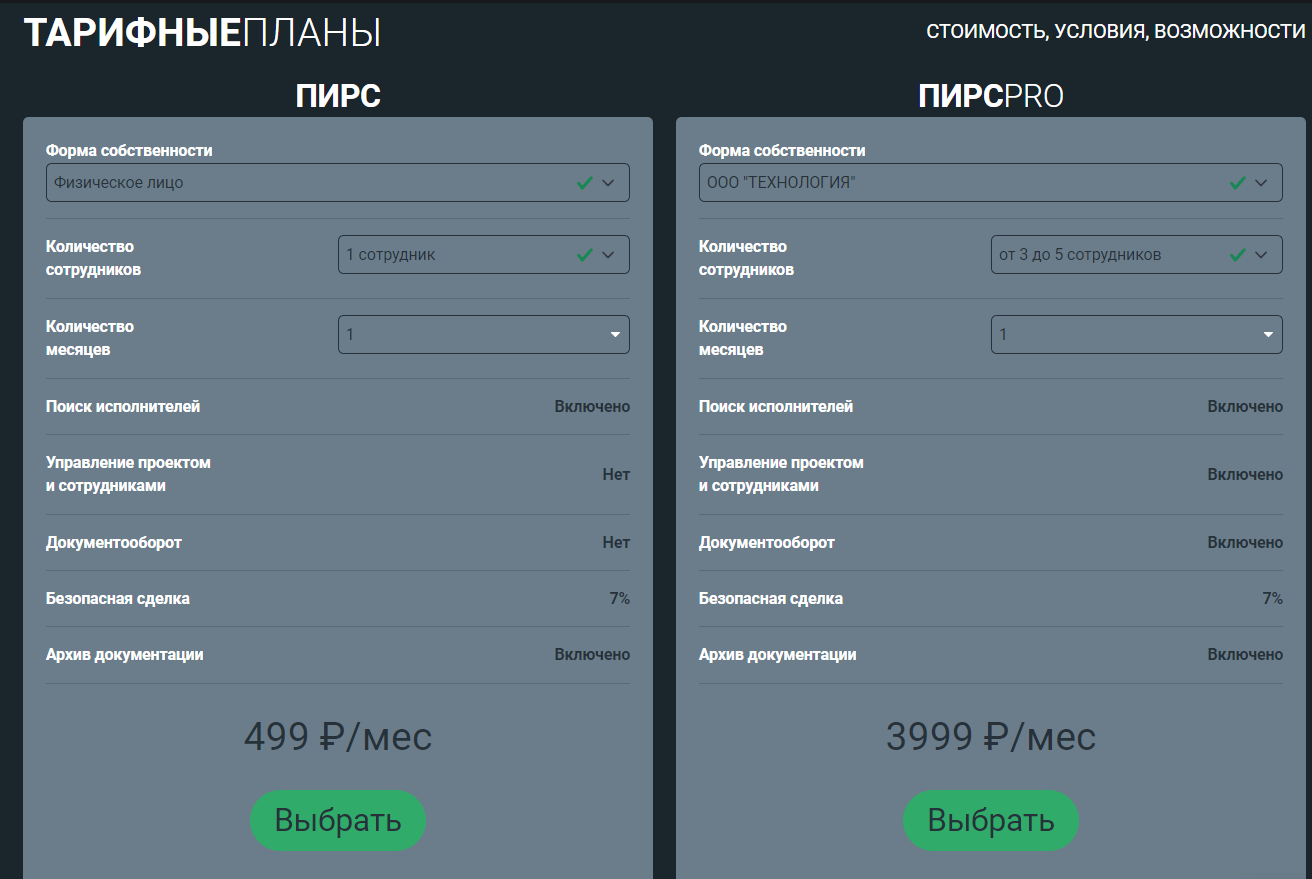 ТАРИФНЫЕПЛАНЫ
СТОИМОСТЬ, УСЛОВИЯ, ВОЗМОЖНОСТИ
ПИРС
Форма собственности
Физическое лицо
Количество
сотрудников
1 сотрудник
Количество
месяцев
1
Поиск исполнителей
Включено
Управление проектом
и сотрудниками
Нет
Документооборот
Нет
Безопасная сделка
7%
Архив документации
Включено
499 ₽/мес
Выбрать
ПИРСPRO
Форма собственности
ООО "ТЕХНОЛОГИЯ"
Количество
сотрудников
от 3 до 5 сотрудников
Количество
месяцев
1
Поиск исполнителей
Включено
Управление проектом
и сотрудниками
Включено
Документооборот
Включено
Безопасная сделка
7%
Архив документации
Включено
3999 ₽/мес
Выбрать